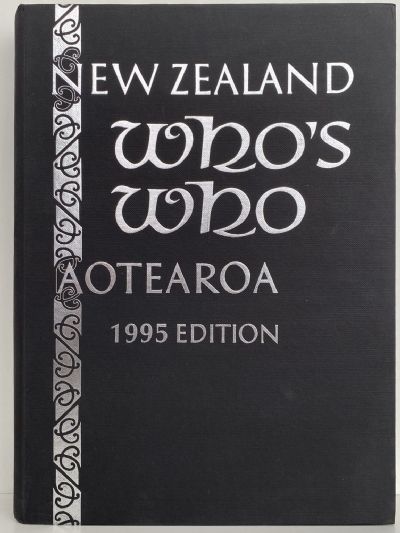 NEW ZEALAND
WHO'S
WHO
AOTEAROA
1995 EDITION